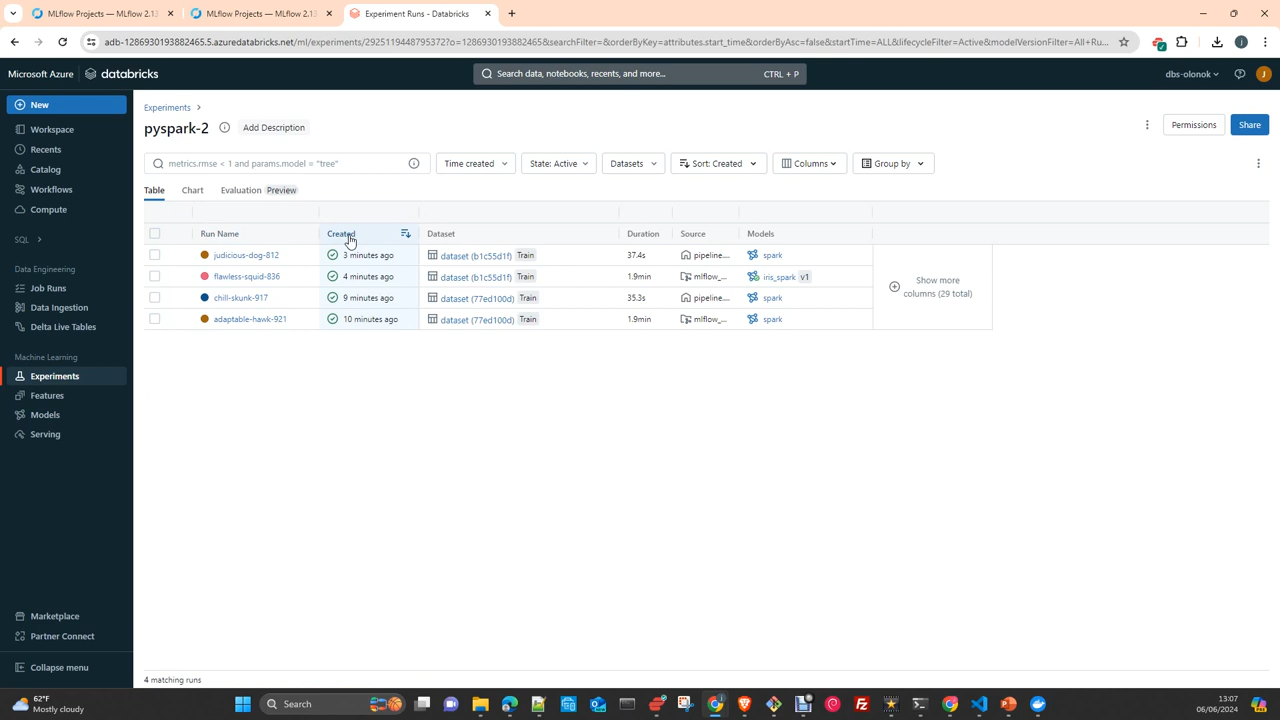 MLflow Projects — MLflow 2.13
MLflow Projects — MLflow 2.13
Experiment Runs - Databricks
adb-1286930193882465.5.azuredatabricks.net/ml/experiments/292511944879537​2?o=1286930193882465&searchFilter=&orderByKey=attributes.start_time&orderByAsc=false&startTime=ALL&lifecycleFilter=Active&modelVersionFilter=All+Ru...
Microsoft Azure
databricks
Search data, notebooks, recents, and more...
CTRL + P
dbs-olonok
J
New
Workspace
Recents
Catalog
Workflows
Compute
SQL
Data Engineering
Job Runs
Data Ingestion
Delta Live Tables
Machine Learning
Experiments
Features
Models
Serving
Marketplace
Partner Connect
Collapse menu
Experiments
pyspark-2
Add Description
Permissions
Share
metrics.rmse < 1 and params.model = "tree"
Time created
State: Active
Datasets
Sort: Created
Columns
Group by
Table
Chart
Evaluation Preview
Run Name Created Dataset Duration Source Models
judicious-dog-812 3 minutes ago dataset (b1c55d1f) Train 37.4s pipeline.... spark
flawless-squid-836 4 minutes ago dataset (b1c55d1f) Train 1.9min mlflow_... iris_spark v1
chill-skunk-917 9 minutes ago dataset (77ed100d) Train 35.3s pipeline.... spark
adaptable-hawk-921 10 minutes ago dataset (77ed100d) Train 1.9min mlflow_... spark
Show more
columns (29 total)
4 matching runs
62°F
Mostly cloudy
Search
13:07
06/06/2024